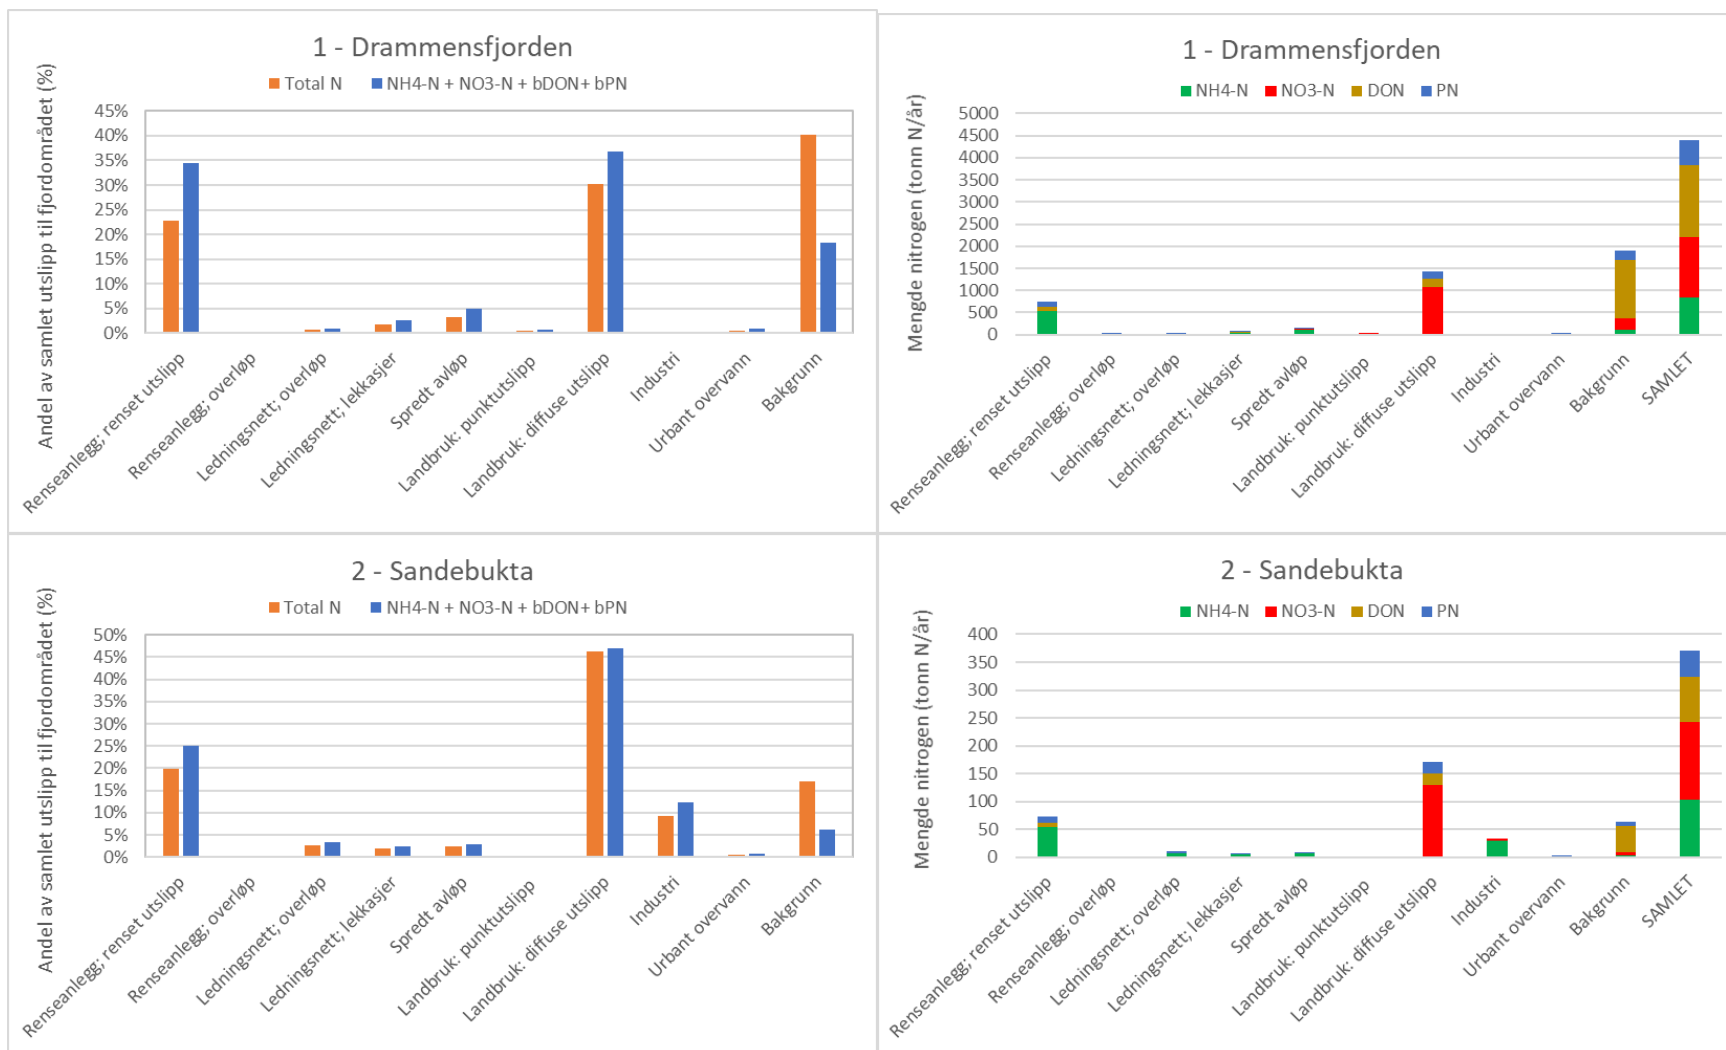 1 - Drammensfjorden
Total N NH4-N + NO3-N + bDON+ bPN
Andel av samlet utslipp til fjordområdet (%)
45%
40%
35%
30%
25%
20%
15%
10%
5%
0%
Renseanlegg; renset utslipp
Renseanlegg; overløp
Ledningsnett; overløp
Ledningsnett; lekkasjer
Spredt avløp
Landbruk: punktutslipp
Landbruk: diffuse utslipp
Industri
Urbant overvann
Bakgrunn
1 - Drammensfjorden
NH4-N NO3-N DON PN
Mengde nitrogen (tonn N/år)
5000
4500
4000
3500
3000
2500
2000
1500
1000
500
0
Renseanlegg; renset utslipp
Renseanlegg; overløp
Ledningsnett; overløp
Ledningsnett; lekkasjer
Spredt avløp
Landbruk: punktutslipp
Landbruk: diffuse utslipp
Industri
Urbant overvann
Bakgrunn
SAMLET
2 - Sandebukta
Total N NH4-N + NO3-N + bDON+ bPN
Andel av samlet utslipp til fjordområdet (%)
50%
45%
40%
35%
30%
25%
20%
15%
10%
5%
0%
Renseanlegg; renset utslipp
Renseanlegg; overløp
Ledningsnett; overløp
Ledningsnett; lekkasjer
Spredt avløp
Landbruk: punktutslipp
Landbruk: diffuse utslipp
Industri
Urbant overvann
Bakgrunn
2 - Sandebukta
NH4-N NO3-N DON PN
Mengde nitrogen (tonn N/år)
400
350
300
250
200
150
100
50
0
Renseanlegg; renset utslipp
Renseanlegg; overløp
Ledningsnett; overløp
Ledningsnett; lekkasjer
Spredt avløp
Landbruk: punktutslipp
Landbruk: diffuse utslipp
Industri
Urbant overvann
Bakgrunn
SAMLET